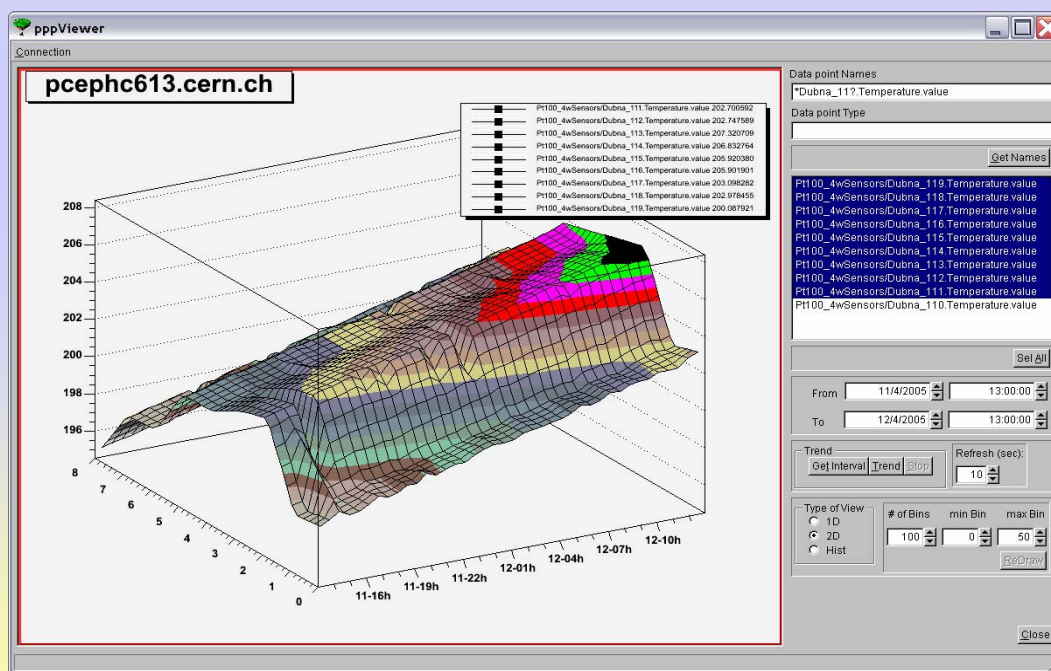 pppViewer
Connection
pcephc613.cern.ch
Pt100_4wSensors/Dubna_111.Temperature.value 202.700592
Pt100_4wSensors/Dubna_112.Temperature.value 202.747589
Pt100_4wSensors/Dubna_113.Temperature.value 207.320709
Pt100_4wSensors/Dubna_114.Temperature.value 206.832764
Pt100_4wSensors/Dubna_115.Temperature.value 205.920380
Pt100_4wSensors/Dubna_116.Temperature.value 205.901901
Pt100_4wSensors/Dubna_117.Temperature.value 203.098282
Pt100_4wSensors/Dubna_118.Temperature.value 202.978455
Pt100_4wSensors/Dubna_119.Temperature.value 200.087921
208
206
204
202
200
198
196
8
7
6
5
4
3
2
1
0
11-16h
11-19h
11-22h
12-01h
12-04h
12-07h
12-10h
Data point Names
*Dubna_11?.Temperature.value
Data point Type
Get Names
Pt100_4wSensors/Dubna_119.Temperature.value
Pt100_4wSensors/Dubna_118.Temperature.value
Pt100_4wSensors/Dubna_117.Temperature.value
Pt100_4wSensors/Dubna_116.Temperature.value
Pt100_4wSensors/Dubna_115.Temperature.value
Pt100_4wSensors/Dubna_114.Temperature.value
Pt100_4wSensors/Dubna_113.Temperature.value
Pt100_4wSensors/Dubna_112.Temperature.value
Pt100_4wSensors/Dubna_111.Temperature.value
Pt100_4wSensors/Dubna_110.Temperature.value
Sel All
From 11/4/2005 13:00:00
To 12/4/2005 13:00:00
Trend Refresh (sec):
Get Interval Trend Stop 10
Type of View # of Bins min Bin max Bin
1D
2D 100 0 50
Hist
ReDraw
Close